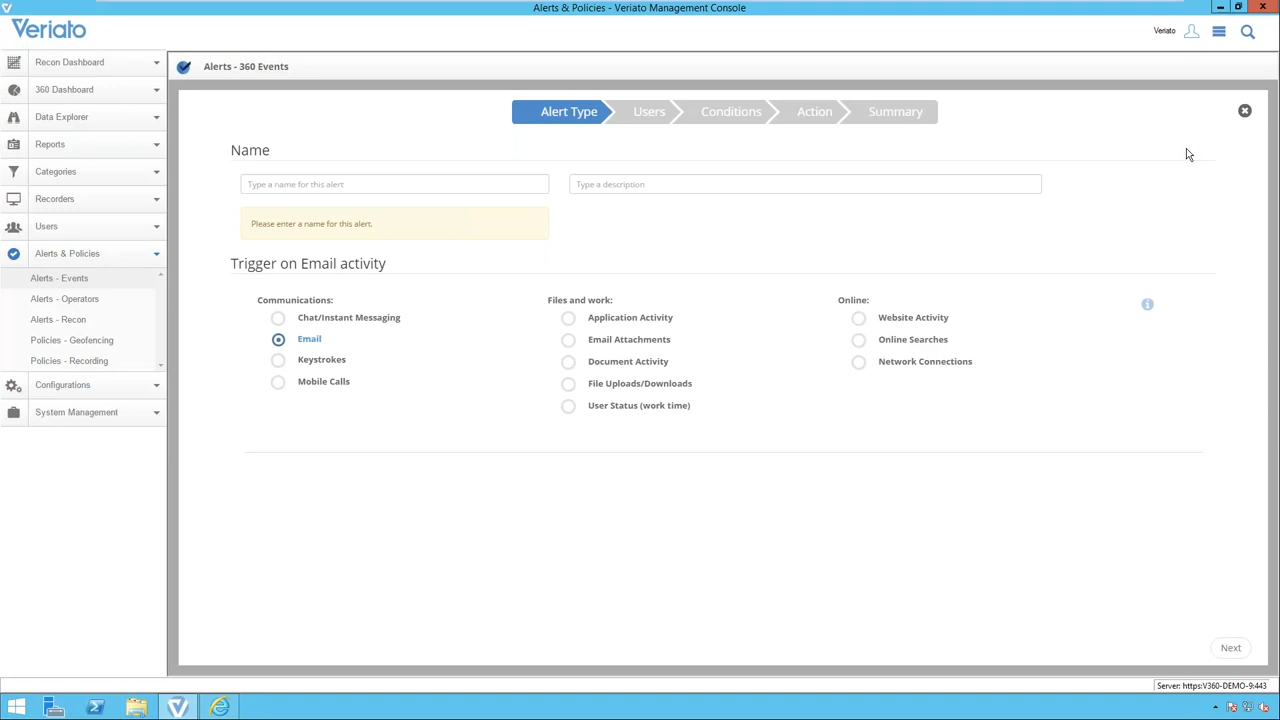 Alerts & Policies - Veriato Management Console
Veriato
Veriato
Recon Dashboard
360 Dashboard
Data Explorer
Reports
Categories
Recorders
Users
Alerts & Policies
Alerts - Events
Alerts - Operators
Alerts - Recon
Policies - Geofencing
Policies - Recording
Configurations
System Management
Alerts - 360 Events
Alert Type
Users
Conditions
Action
Summary
Name
Type a name for this alert
Type a description
Please enter a name for this alert.
Trigger on Email activity
Communications:
Chat/Instant Messaging
Email
Keystrokes
Mobile Calls
Files and work:
Application Activity
Email Attachments
Document Activity
File Uploads/Downloads
User Status (work time)
Online:
Website Activity
Online Searches
Network Connections
Next
Server: https:V360-DEMO-9:443